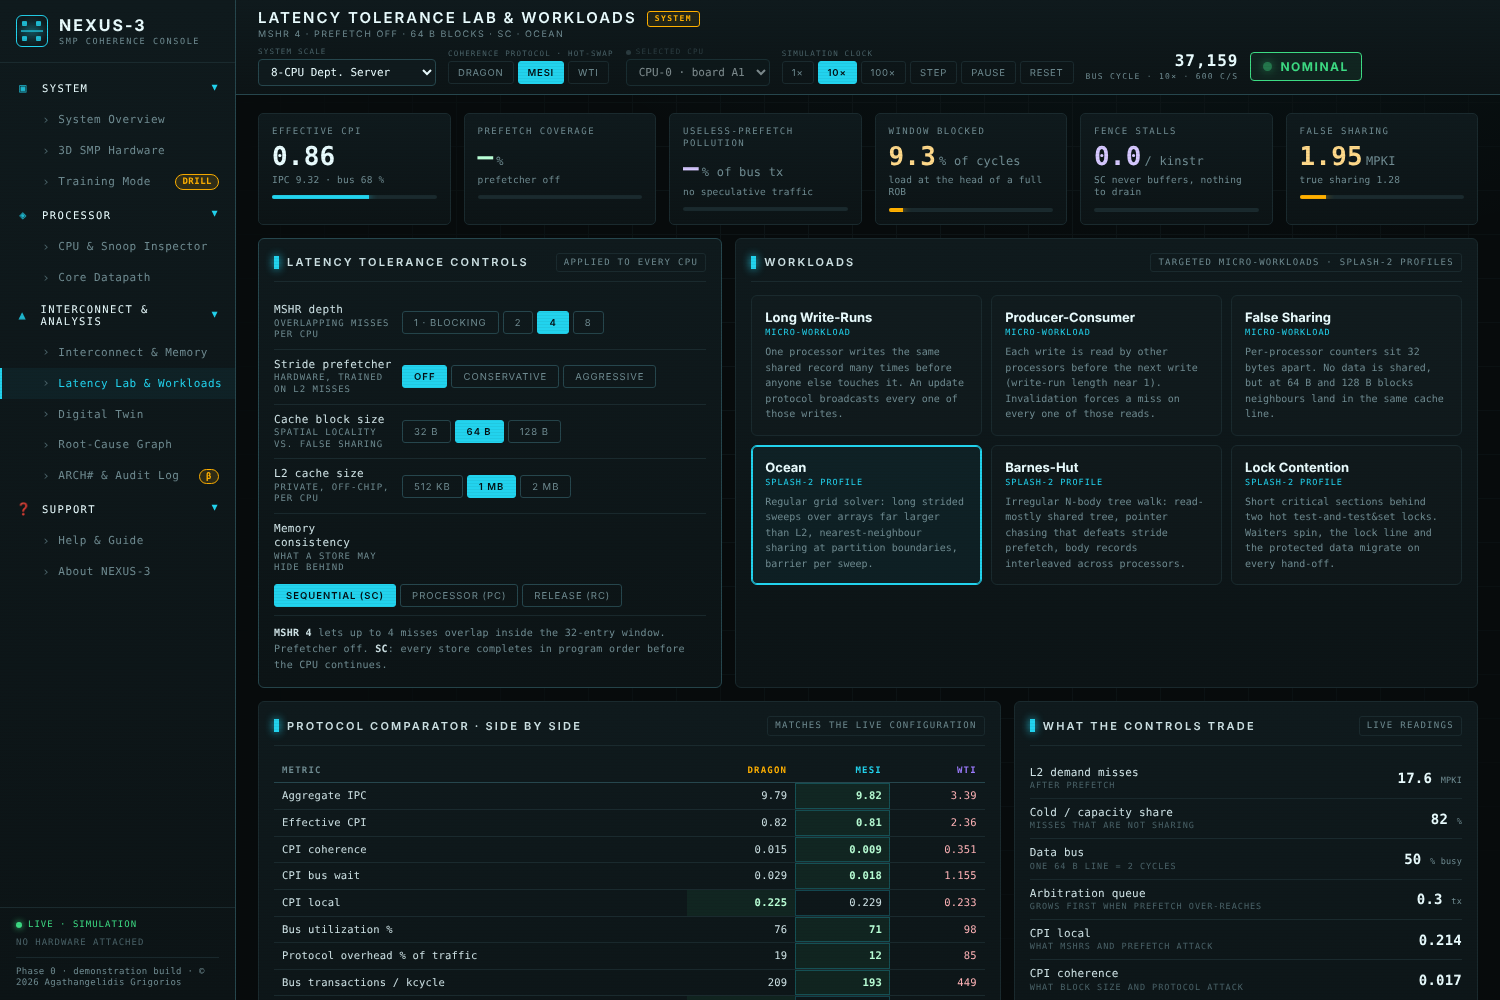 NEXUS-3
SMP COHERENCE CONSOLE
SYSTEM
System Overview
3D SMP Hardware
Training Mode
DRILL
PROCESSOR
CPU & Snoop Inspector
Core Datapath
INTERCONNECT &
ANALYSIS
Interconnect & Memory
Latency Lab & Workloads
Digital Twin
Root-Cause Graph
ARCH# & Audit Log
β
SUPPORT
Help & Guide
About NEXUS-3
LIVE · SIMULATION
NO HARDWARE ATTACHED
Phase 0 · demonstration build · ©
2026 Agathangelidis Grigorios
LATENCY TOLERANCE LAB & WORKLOADS
SYSTEM
MSHR 4 · PREFETCH OFF · 64 B BLOCKS · SC · OCEAN
SYSTEM SCALE
8-CPU Dept. Server
COHERENCE PROTOCOL · HOT-SWAP
DRAGON
MESI
WTI
SELECTED CPU
CPU-0 · board A1
SIMULATION CLOCK
1×
10×
100×
STEP
PAUSE
RESET
37,159
BUS CYCLE · 10× · 600 C/S
NOMINAL
EFFECTIVE CPI
0.86
IPC 9.32 · bus 68 %
PREFETCH COVERAGE
—%
prefetcher off
USELESS-PREFETCH
POLLUTION
—% of bus tx
no speculative traffic
WINDOW BLOCKED
9.3% of cycles
load at the head of a full
ROB
FENCE STALLS
0.0/ kinstr
SC never buffers, nothing
to drain
FALSE SHARING
1.95MPKI
true sharing 1.28
LATENCY TOLERANCE CONTROLS
APPLIED TO EVERY CPU
MSHR depth
OVERLAPPING MISSES
PER CPU
1 · BLOCKING
2
4
8
Stride prefetcher
HARDWARE, TRAINED
ON L2 MISSES
OFF
CONSERVATIVE
AGGRESSIVE
Cache block size
SPATIAL LOCALITY
VS. FALSE SHARING
32 B
64 B
128 B
L2 cache size
PRIVATE, OFF-CHIP,
PER CPU
512 KB
1 MB
2 MB
Memory
consistency
WHAT A STORE MAY
HIDE BEHIND
SEQUENTIAL (SC)
PROCESSOR (PC)
RELEASE (RC)
MSHR 4 lets up to 4 misses overlap inside the 32-entry window.
Prefetcher off. SC: every store completes in program order before
the CPU continues.
WORKLOADS
TARGETED MICRO-WORKLOADS · SPLASH-2 PROFILES
Long Write-Runs
MICRO-WORKLOAD
One processor writes the same
shared record many times before
anyone else touches it. An update
protocol broadcasts every one of
those writes.
Producer-Consumer
MICRO-WORKLOAD
Each write is read by other
processors before the next write
(write-run length near 1).
Invalidation forces a miss on
every one of those reads.
False Sharing
MICRO-WORKLOAD
Per-processor counters sit 32
bytes apart. No data is shared,
but at 64 B and 128 B blocks
neighbours land in the same cache
line.
Ocean
SPLASH-2 PROFILE
Regular grid solver: long strided
sweeps over arrays far larger
than L2, nearest-neighbour
sharing at partition boundaries,
barrier per sweep.
Barnes-Hut
SPLASH-2 PROFILE
Irregular N-body tree walk: read-
mostly shared tree, pointer
chasing that defeats stride
prefetch, body records
interleaved across processors.
Lock Contention
SPLASH-2 PROFILE
Short critical sections behind
two hot test-and-test&set locks.
Waiters spin, the lock line and
the protected data migrate on
every hand-off.
PROTOCOL COMPARATOR · SIDE BY SIDE
MATCHES THE LIVE CONFIGURATION
METRIC DRAGON MESI WTI
Aggregate IPC 9.79 9.82 3.39
Effective CPI 0.82 0.81 2.36
CPI coherence 0.015 0.009 0.351
CPI bus wait 0.029 0.018 1.155
CPI local 0.225 0.229 0.233
Bus utilization % 76 71 98
Protocol overhead % of traffic 19 12 85
Bus transactions / kcycle 209 193 449
WHAT THE CONTROLS TRADE
LIVE READINGS
L2 demand misses
AFTER PREFETCH
17.6 MPKI
Cold / capacity share
MISSES THAT ARE NOT SHARING
82 %
Data bus
ONE 64 B LINE = 2 CYCLES
50 % busy
Arbitration queue
GROWS FIRST WHEN PREFETCH OVER-REACHES
0.3 tx
CPI local
WHAT MSHRS AND PREFETCH ATTACK
0.214
CPI coherence
WHAT BLOCK SIZE AND PROTOCOL ATTACK
0.017